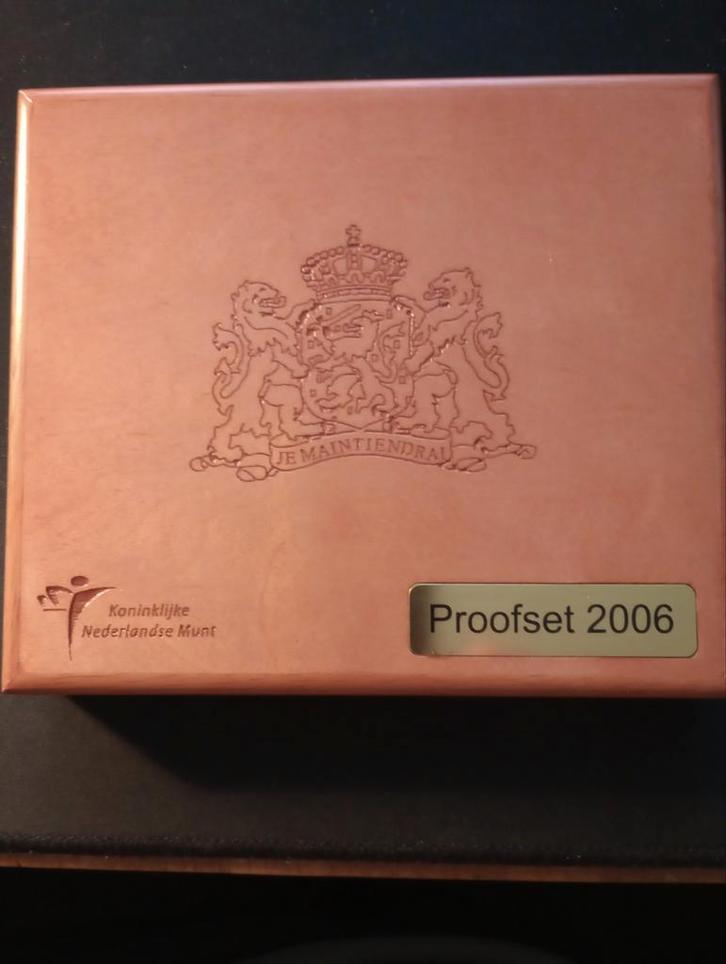 JE MAINTIENDRAI
Koninklijke
Nederlandse Munt
Proofset 2006